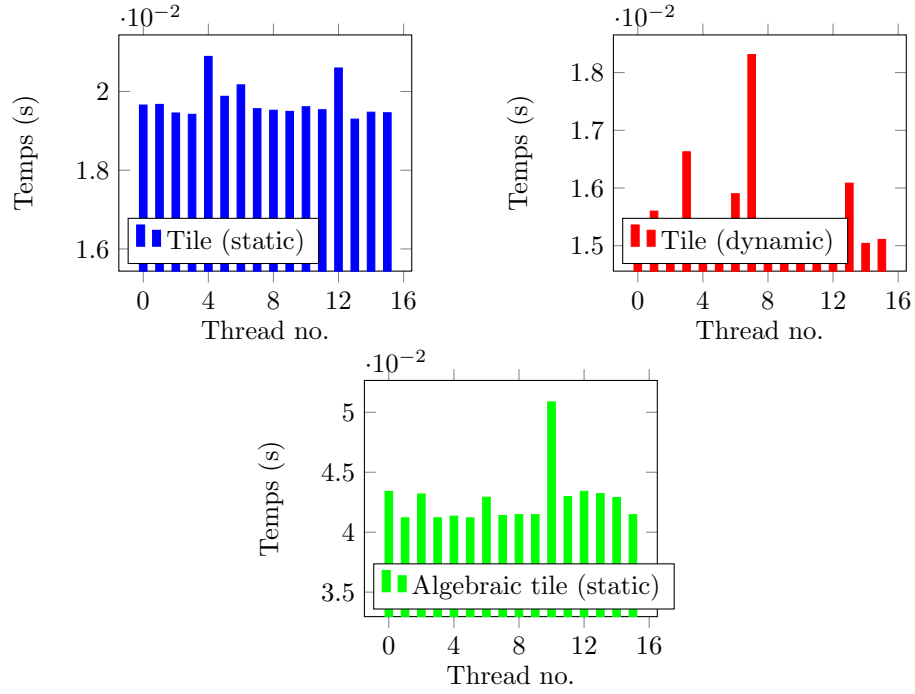 ·10−2
Temps (s)
2
1.8
1.6
Tile (static)
0 4 8 12 16
Thread no.
·10−2
Temps (s)
1.8
1.7
1.6
1.5
Tile (dynamic)
0 4 8 12 16
Thread no.
·10−2
Temps (s)
5
4.5
4
3.5
Algebraic tile (static)
0 4 8 12 16
Thread no.